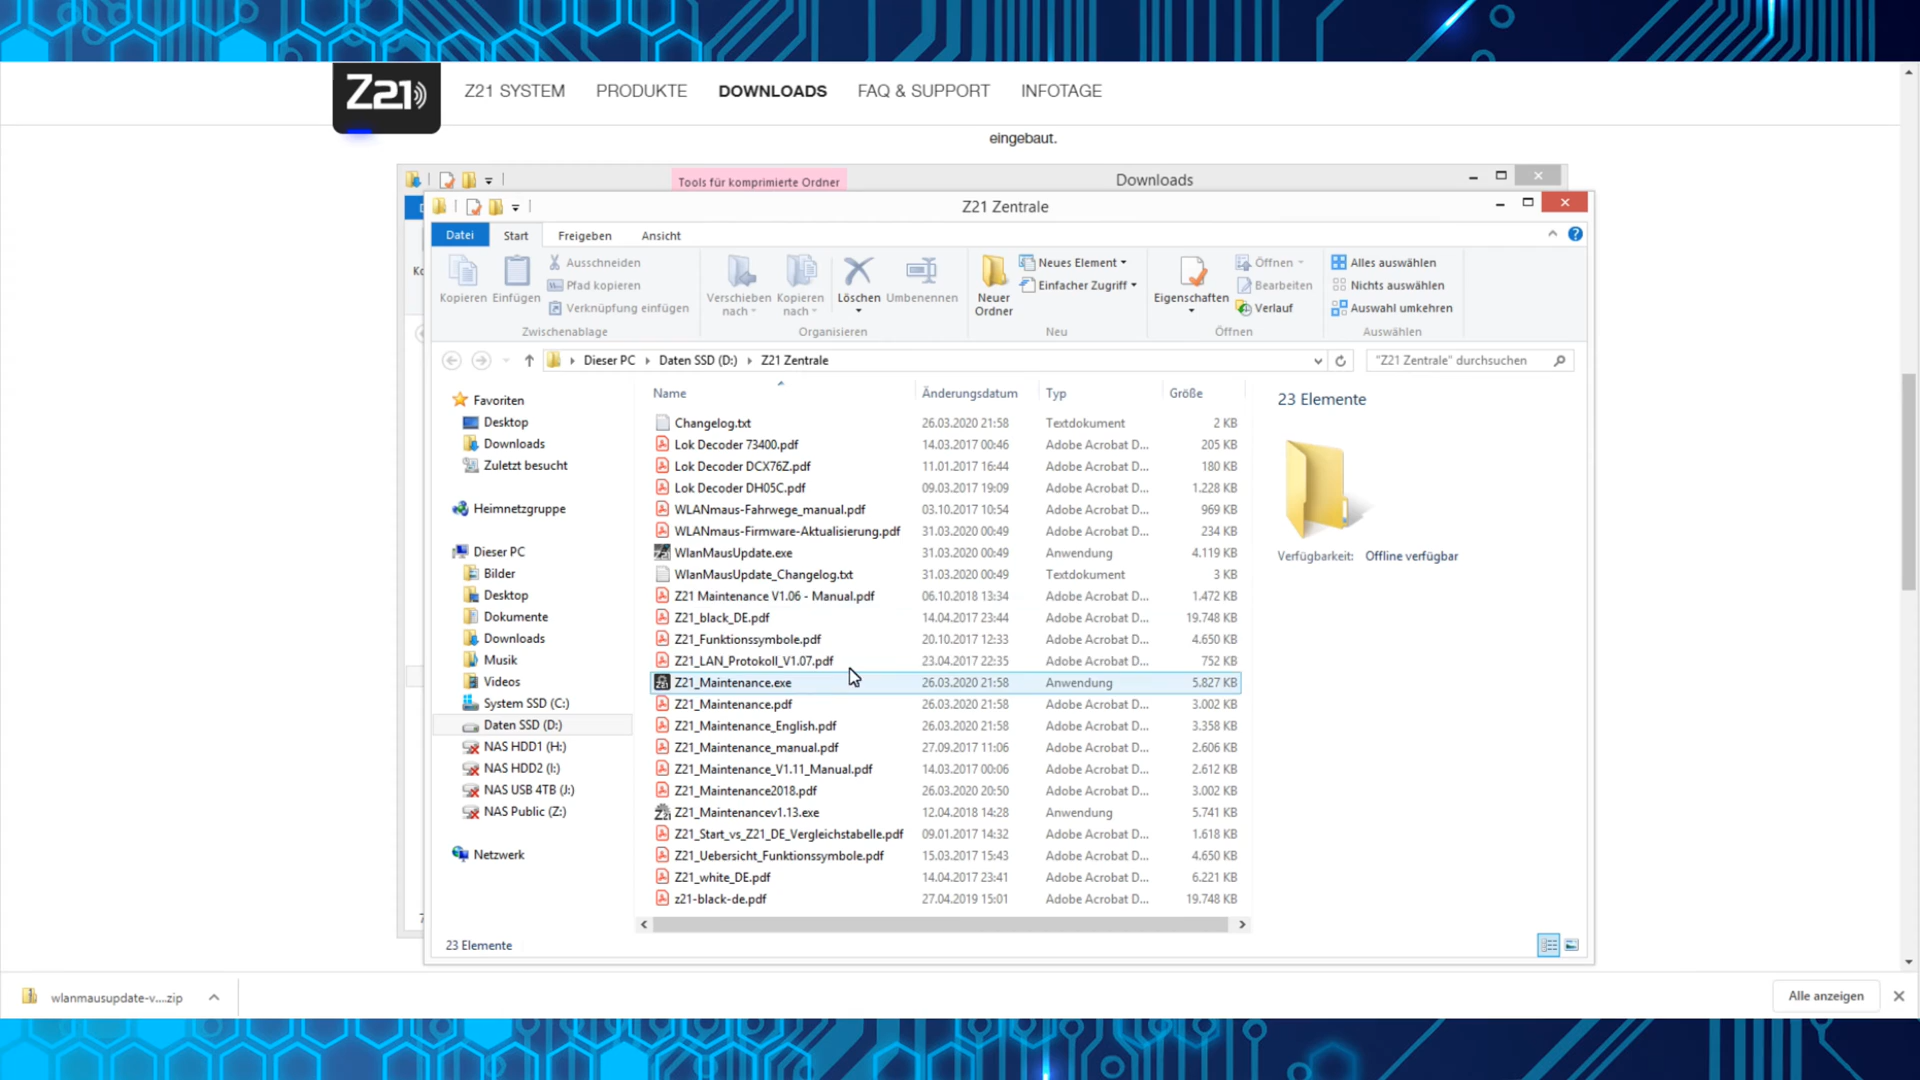 Z21
Z21 SYSTEM PRODUKTE DOWNLOADS FAQ & SUPPORT INFOTAGE
eingebaut.
Tools für komprimierte Ordner Downloads
Z21 Zentrale
Datei Start Freigeben Ansicht
Kopieren Einfügen Ausschneiden Pfad kopieren Verknüpfung einfügen
Verschieben nach Kopieren nach Löschen Umbenennen
Neuer Ordner Neues Element Einfacher Zugriff
Eigenschaften Öffnen Bearbeiten Verlauf
Alles auswählen Nichts auswählen Auswahl umkehren
Zwischenablage Organisieren Neu Öffnen Auswählen
Dieser PC Daten SSD (D:) Z21 Zentrale "Z21 Zentrale" durchsuchen
Favoriten
Desktop
Downloads
Zuletzt besucht
Heimnetzgruppe
Dieser PC
Bilder
Desktop
Dokumente
Downloads
Musik
Videos
System SSD (C:)
Daten SSD (D:)
NAS HDD1 (H:)
NAS HDD2 (I:)
NAS USB 4TB (J:)
NAS Public (Z:)
Netzwerk
Name Änderungsdatum Typ Größe
Changelog.txt 26.03.2020 21:58 Textdokument 2 KB
Lok Decoder 73400.pdf 14.03.2017 00:46 Adobe Acrobat D... 205 KB
Lok Decoder DCX76Z.pdf 11.01.2017 16:44 Adobe Acrobat D... 180 KB
Lok Decoder DH05C.pdf 09.03.2017 19:09 Adobe Acrobat D... 1.228 KB
WLANmaus-Fahrwege_manual.pdf 03.10.2017 10:54 Adobe Acrobat D... 969 KB
WLANmaus-Firmware-Aktualisierung.pdf 31.03.2020 00:49 Adobe Acrobat D... 234 KB
WlanMausUpdate.exe 31.03.2020 00:49 Anwendung 4.119 KB
WlanMausUpdate_Changelog.txt 31.03.2020 00:49 Textdokument 3 KB
Z21 Maintenance V1.06 - Manual.pdf 06.10.2018 13:34 Adobe Acrobat D... 1.472 KB
Z21_black_DE.pdf 14.04.2017 23:44 Adobe Acrobat D... 19.748 KB
Z21_Funktionssymbole.pdf 20.10.2017 12:33 Adobe Acrobat D... 4.650 KB
Z21_LAN_Protokoll_V1.07.pdf 23.04.2017 22:35 Adobe Acrobat D... 752 KB
Z21_Maintenance.exe 26.03.2020 21:58 Anwendung 5.827 KB
Z21_Maintenance.pdf 26.03.2020 21:58 Adobe Acrobat D... 3.002 KB
Z21_Maintenance_English.pdf 26.03.2020 21:58 Adobe Acrobat D... 3.358 KB
Z21_Maintenance_manual.pdf 27.09.2017 11:06 Adobe Acrobat D... 2.606 KB
Z21_Maintenance_V1.11_Manual.pdf 14.03.2017 00:06 Adobe Acrobat D... 2.612 KB
Z21_Maintenance2018.pdf 26.03.2020 20:50 Adobe Acrobat D... 3.002 KB
Z21_Maintenancev1.13.exe 12.04.2018 14:28 Anwendung 5.741 KB
Z21_Start_vs_Z21_DE_Vergleichstabelle.pdf 09.01.2017 14:32 Adobe Acrobat D... 1.618 KB
Z21_Uebersicht_Funktionssymbole.pdf 15.03.2017 15:43 Adobe Acrobat D... 4.650 KB
Z21_white_DE.pdf 14.04.2017 23:41 Adobe Acrobat D... 6.221 KB
z21-black-de.pdf 27.04.2019 15:01 Adobe Acrobat D... 19.748 KB
23 Elemente
Verfügbarkeit: Offline verfügbar
23 Elemente
wlanmausupdate-v....zip Alle anzeigen